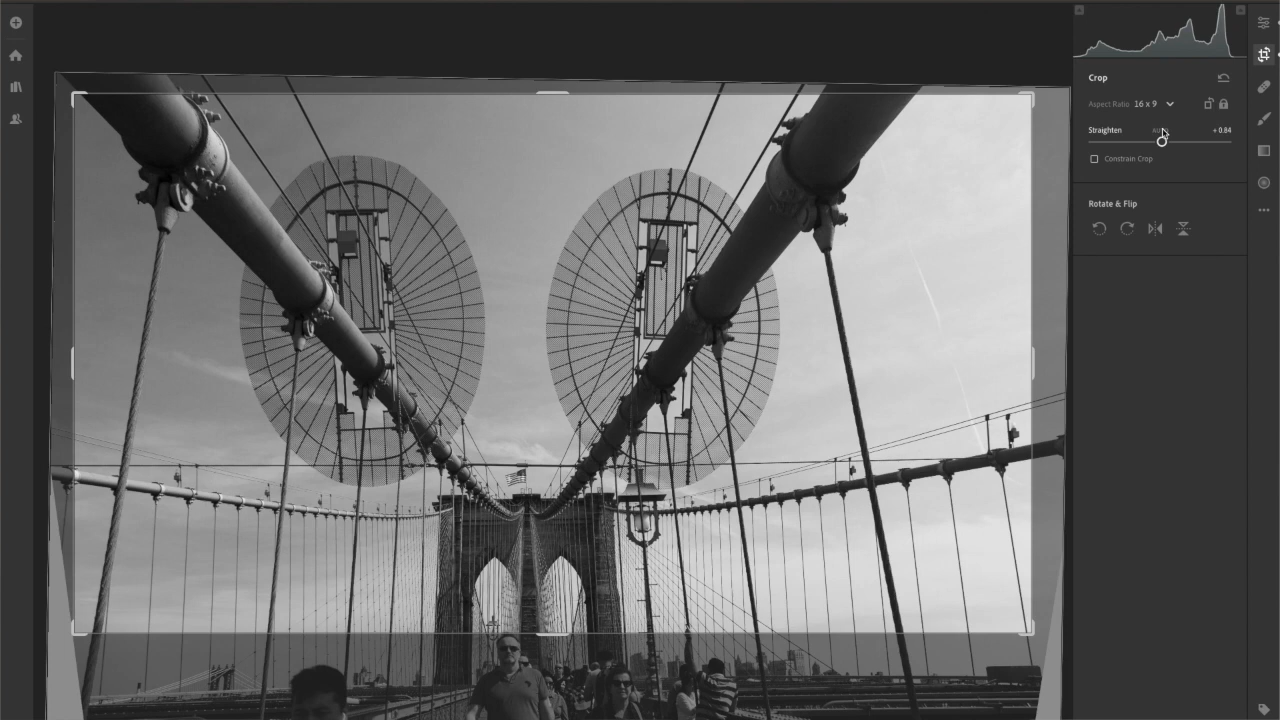 Crop
Aspect Ratio 16 x 9
Straighten + 0.84
Constrain Crop
Rotate & Flip